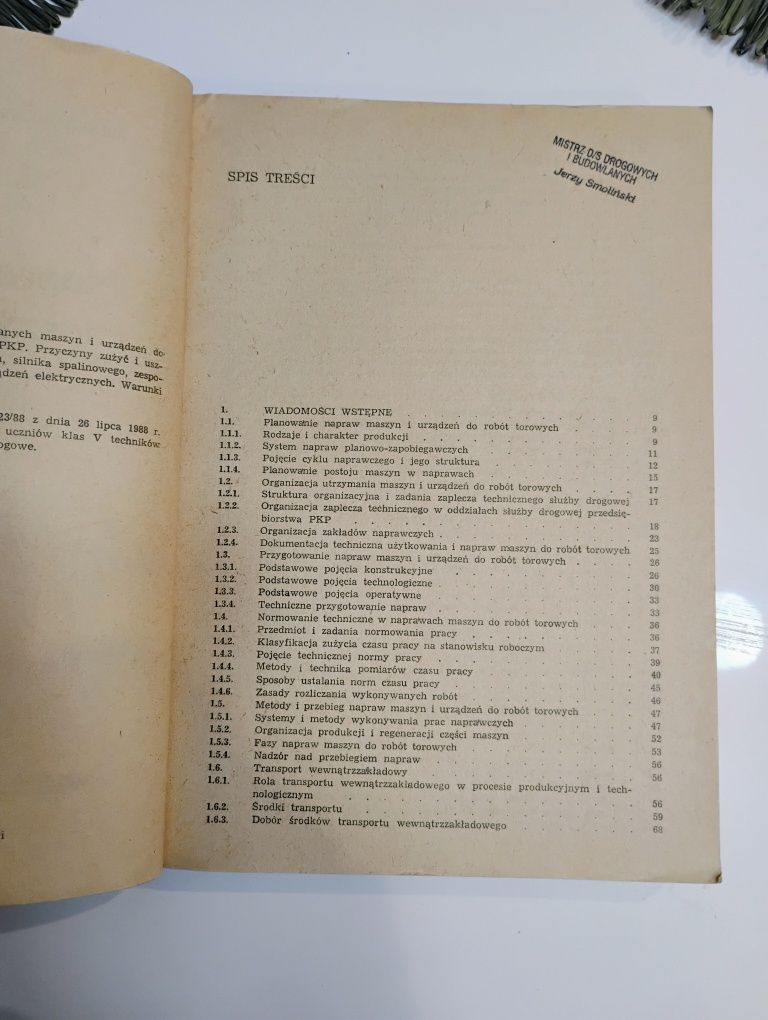 anych maszyn i urządzeń do-
PKP. Przyczyny zużyć i usz-
, silnika spalinowego, zespo-
ądzeń elektrycznych. Warunki
23/88 z dnia 26 lipca 1988 r.
uczniów klas V techników
ogowe.
i
SPIS TREŚCI
MISTRZ D/S DROGOWYCH
I BUDOWLANYCH
Jerzy Smoliński
1. WIADOMOŚCI WSTĘPNE . . . . . . . . . . 9
1.1. Planowanie napraw maszyn i urządzeń do robót torowych . . . 9
1.1.1. Rodzaje i charakter produkcji . . . . . . . . . 9
1.1.2. System napraw planowo-zapobiegawczych . . . . . . . 11
1.1.3. Pojęcie cyklu naprawczego i jego struktura . . . . . . 12
1.1.4. Planowanie postoju maszyn w naprawach . . . . . . . 15
1.2. Organizacja utrzymania maszyn i urządzeń do robót torowych . . . 17
1.2.1. Struktura organizacyjna i zadania zaplecza technicznego służby drogowej 17
1.2.2. Organizacja zaplecza technicznego w oddziałach służby drogowej przedsię-
biorstwa PKP . . . . . . . . . . . . 18
1.2.3. Organizacja zakładów naprawczych . . . . . . . . 23
1.2.4. Dokumentacja techniczna użytkowania i napraw maszyn do robót torowych 25
1.3. Przygotowanie napraw maszyn i urządzeń do robót torowych . . . 26
1.3.1. Podstawowe pojęcia konstrukcyjne . . . . . . . . 26
1.3.2. Podstawowe pojęcia technologiczne . . . . . . . . 30
1.3.3. Podstawowe pojęcia operatywne . . . . . . . . 33
1.3.4. Techniczne przygotowanie napraw . . . . . . . . 33
1.4. Normowanie techniczne w naprawach maszyn do robót torowych . . 36
1.4.1. Przedmiot i zadania normowania pracy . . . . . . . 36
1.4.2. Klasyfikacja zużycia czasu pracy na stanowisku roboczym . . . 37
1.4.3. Pojęcie technicznej normy pracy . . . . . . . . 39
1.4.4. Metody i technika pomiarów czasu pracy . . . . . . 40
1.4.5. Sposoby ustalania norm czasu pracy . . . . . . . 45
1.4.6. Zasady rozliczania wykonywanych robót . . . . . . 46
1.5. Metody i przebieg napraw maszyn i urządzeń do robót torowych . . 47
1.5.1. Systemy i metody wykonywania prac naprawczych . . . . 47
1.5.2. Organizacja produkcji i regeneracji części maszyn . . . . 52
1.5.3. Fazy napraw maszyn do robót torowych . . . . . . 53
1.5.4. Nadzór nad przebiegiem napraw . . . . . . . . 56
1.6. Transport wewnątrzzakładowy . . . . . . . . 56
1.6.1. Rola transportu wewnątrzzakładowego w procesie produkcyjnym i tech-
nologicznym . . . . . . . . . . . . 56
1.6.2. Środki transportu . . . . . . . . . . . 59
1.6.3. Dobór środków transportu wewnątrzzakładowego . . . . . 68